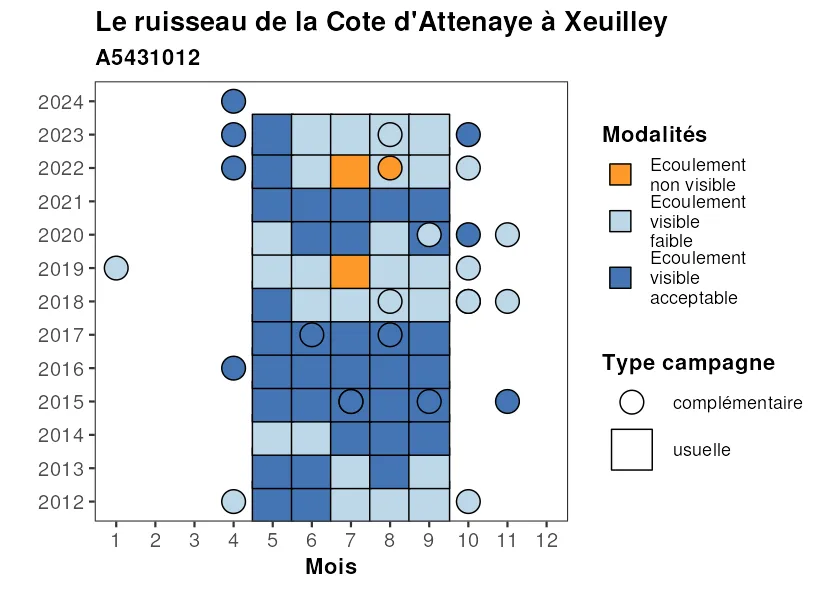 Le ruisseau de la Cote d'Attenaye à Xeuilley
A5431012
2024
2023
2022
2021
2020
2019
2018
2017
2016
2015
2014
2013
2012
1 2 3 4 5 6 7 8 9 10 11 12
Mois
Modalités
Ecoulement
non visible
Ecoulement
visible
faible
Ecoulement
visible
acceptable
Type campagne
complémentaire
usuelle